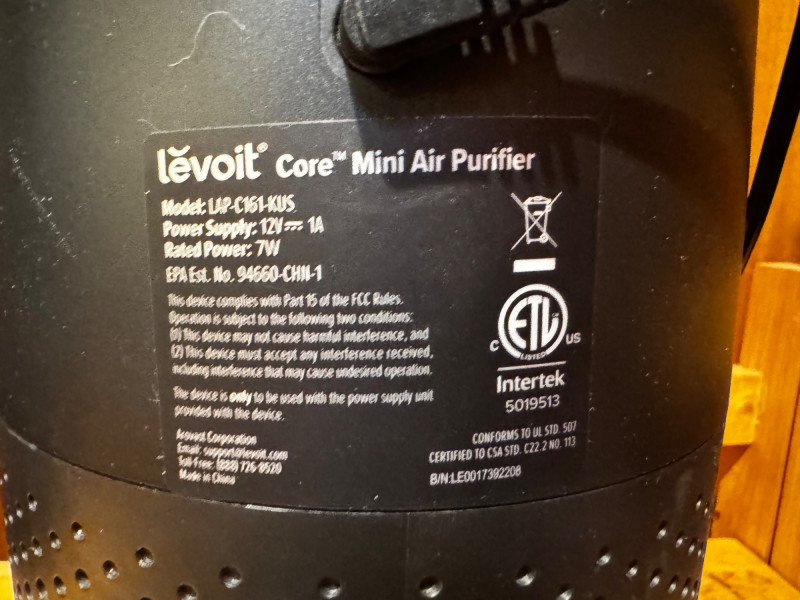 levoit® Core™ Mini Air Purifier
Model: LAP-C161-KUS
Power Supply: 12V⎓ 1A
Rated Power: 7W
EPA Est. No. 94660-CHN-1
This device complies with Part 15 of the FCC Rules.
Operation is subject to the following two conditions:
(1) This device may not cause harmful interference, and
(2) This device must accept any interference received,
including interference that may cause undesired operation.
The device is only to be used with the power supply unit
provided with the device.
Arovast Corporation
Email: support@levoit.com
Toll-Free: (888) 726-8520
Made in China
C ETL US
LISTED
CM
Intertek
5019513
CONFORMS TO UL STD. 507
CERTIFIED TO CSA STD. C22.2 NO. 113
B/N:LE0017392208